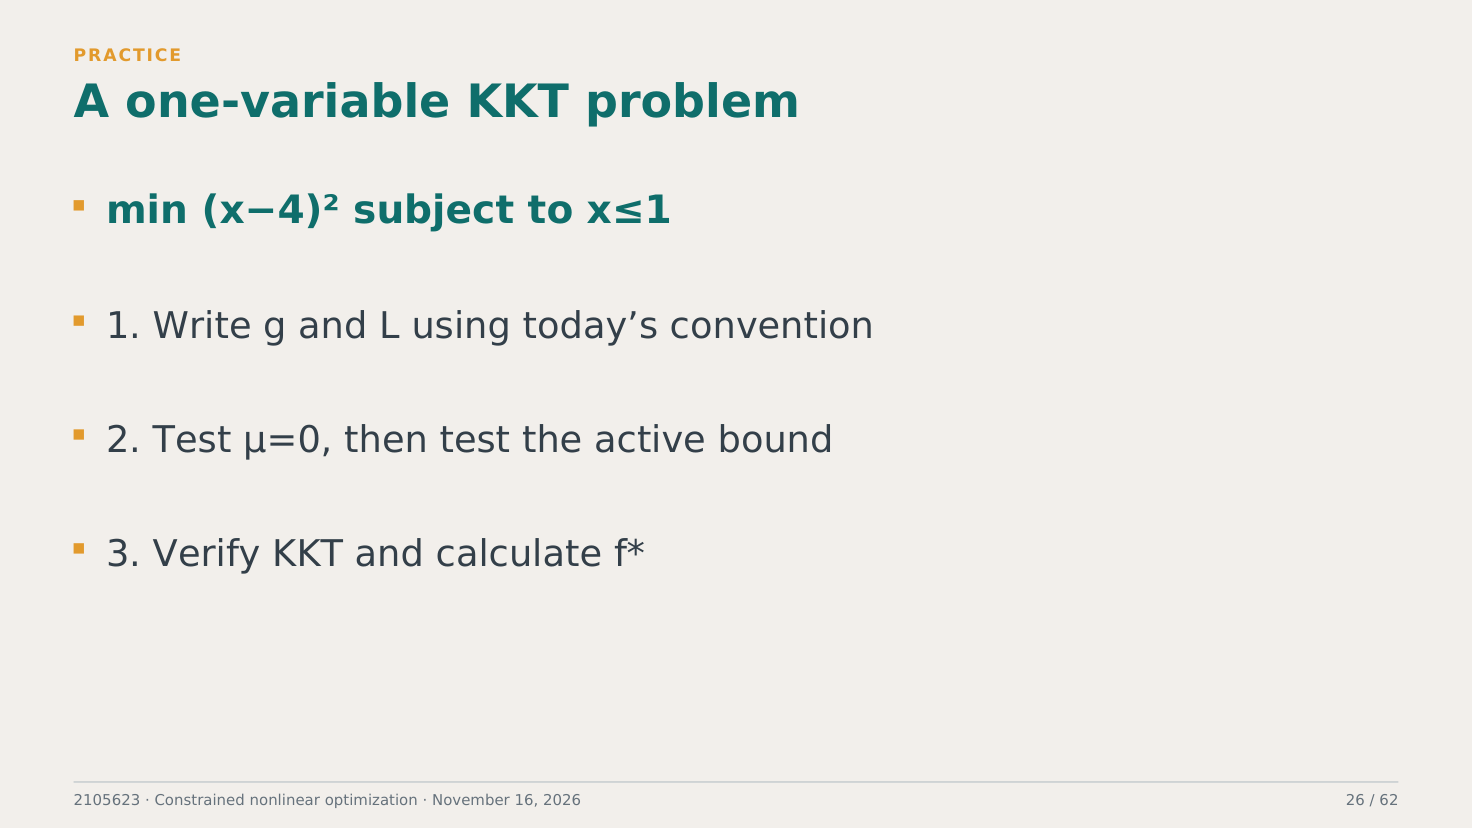 PRACTICE
A one-variable KKT problem
▪ min (x−4)² subject to x≤1
▪ 1. Write g and L using today’s convention
▪ 2. Test μ=0, then test the active bound
▪ 3. Verify KKT and calculate f*
2105623 · Constrained nonlinear optimization · November 16, 2026
26 / 62